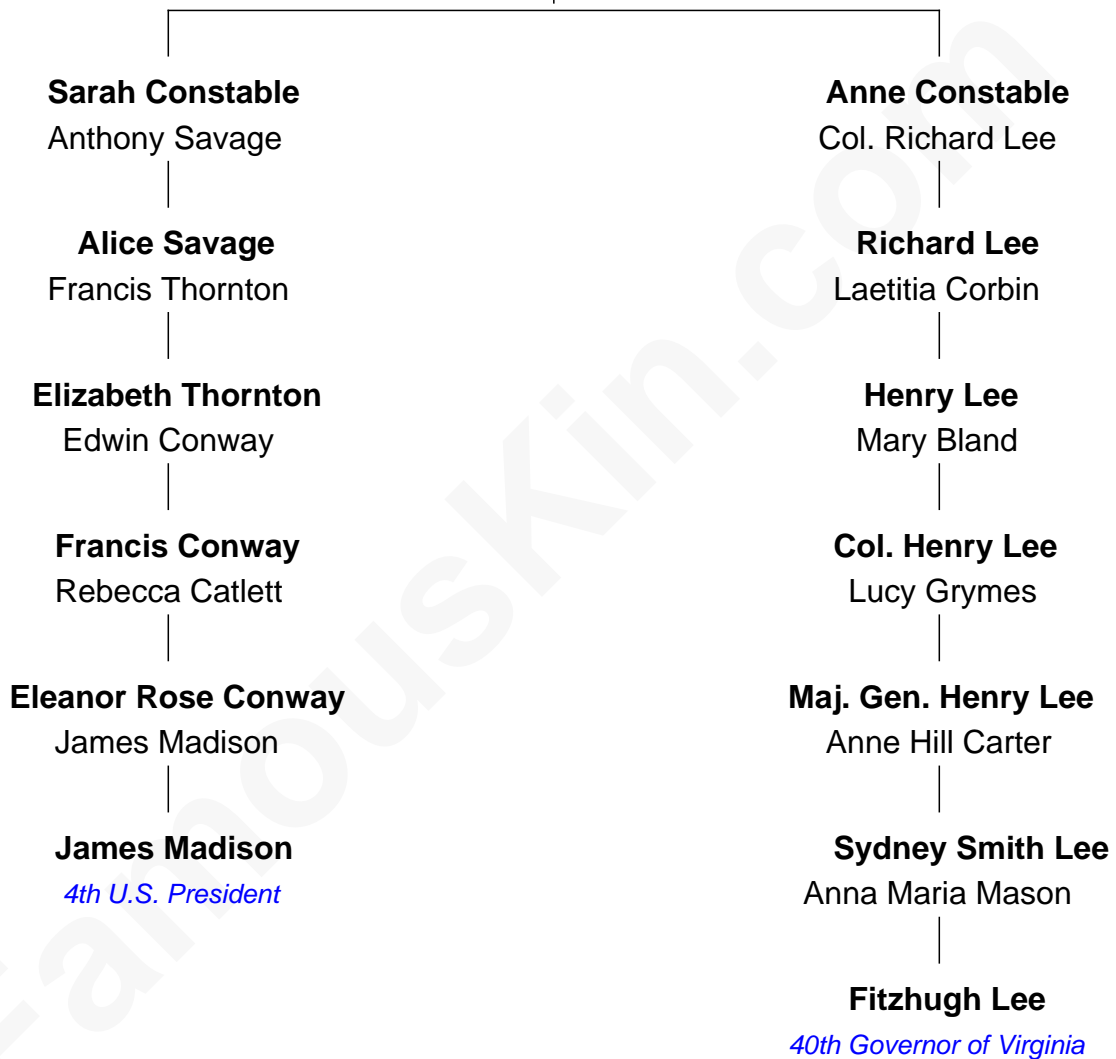 Sarah Constable
Anthony Savage
Alice Savage
Francis Thornton
Elizabeth Thornton
Edwin Conway
Francis Conway
Rebecca Catlett
Eleanor Rose Conway
James Madison
James Madison
4th U.S. President
Anne Constable
Col. Richard Lee
Richard Lee
Laetitia Corbin
Henry Lee
Mary Bland
Col. Henry Lee
Lucy Grymes
Maj. Gen. Henry Lee
Anne Hill Carter
Sydney Smith Lee
Anna Maria Mason
Fitzhugh Lee
40th Governor of Virginia
FamousKin.com